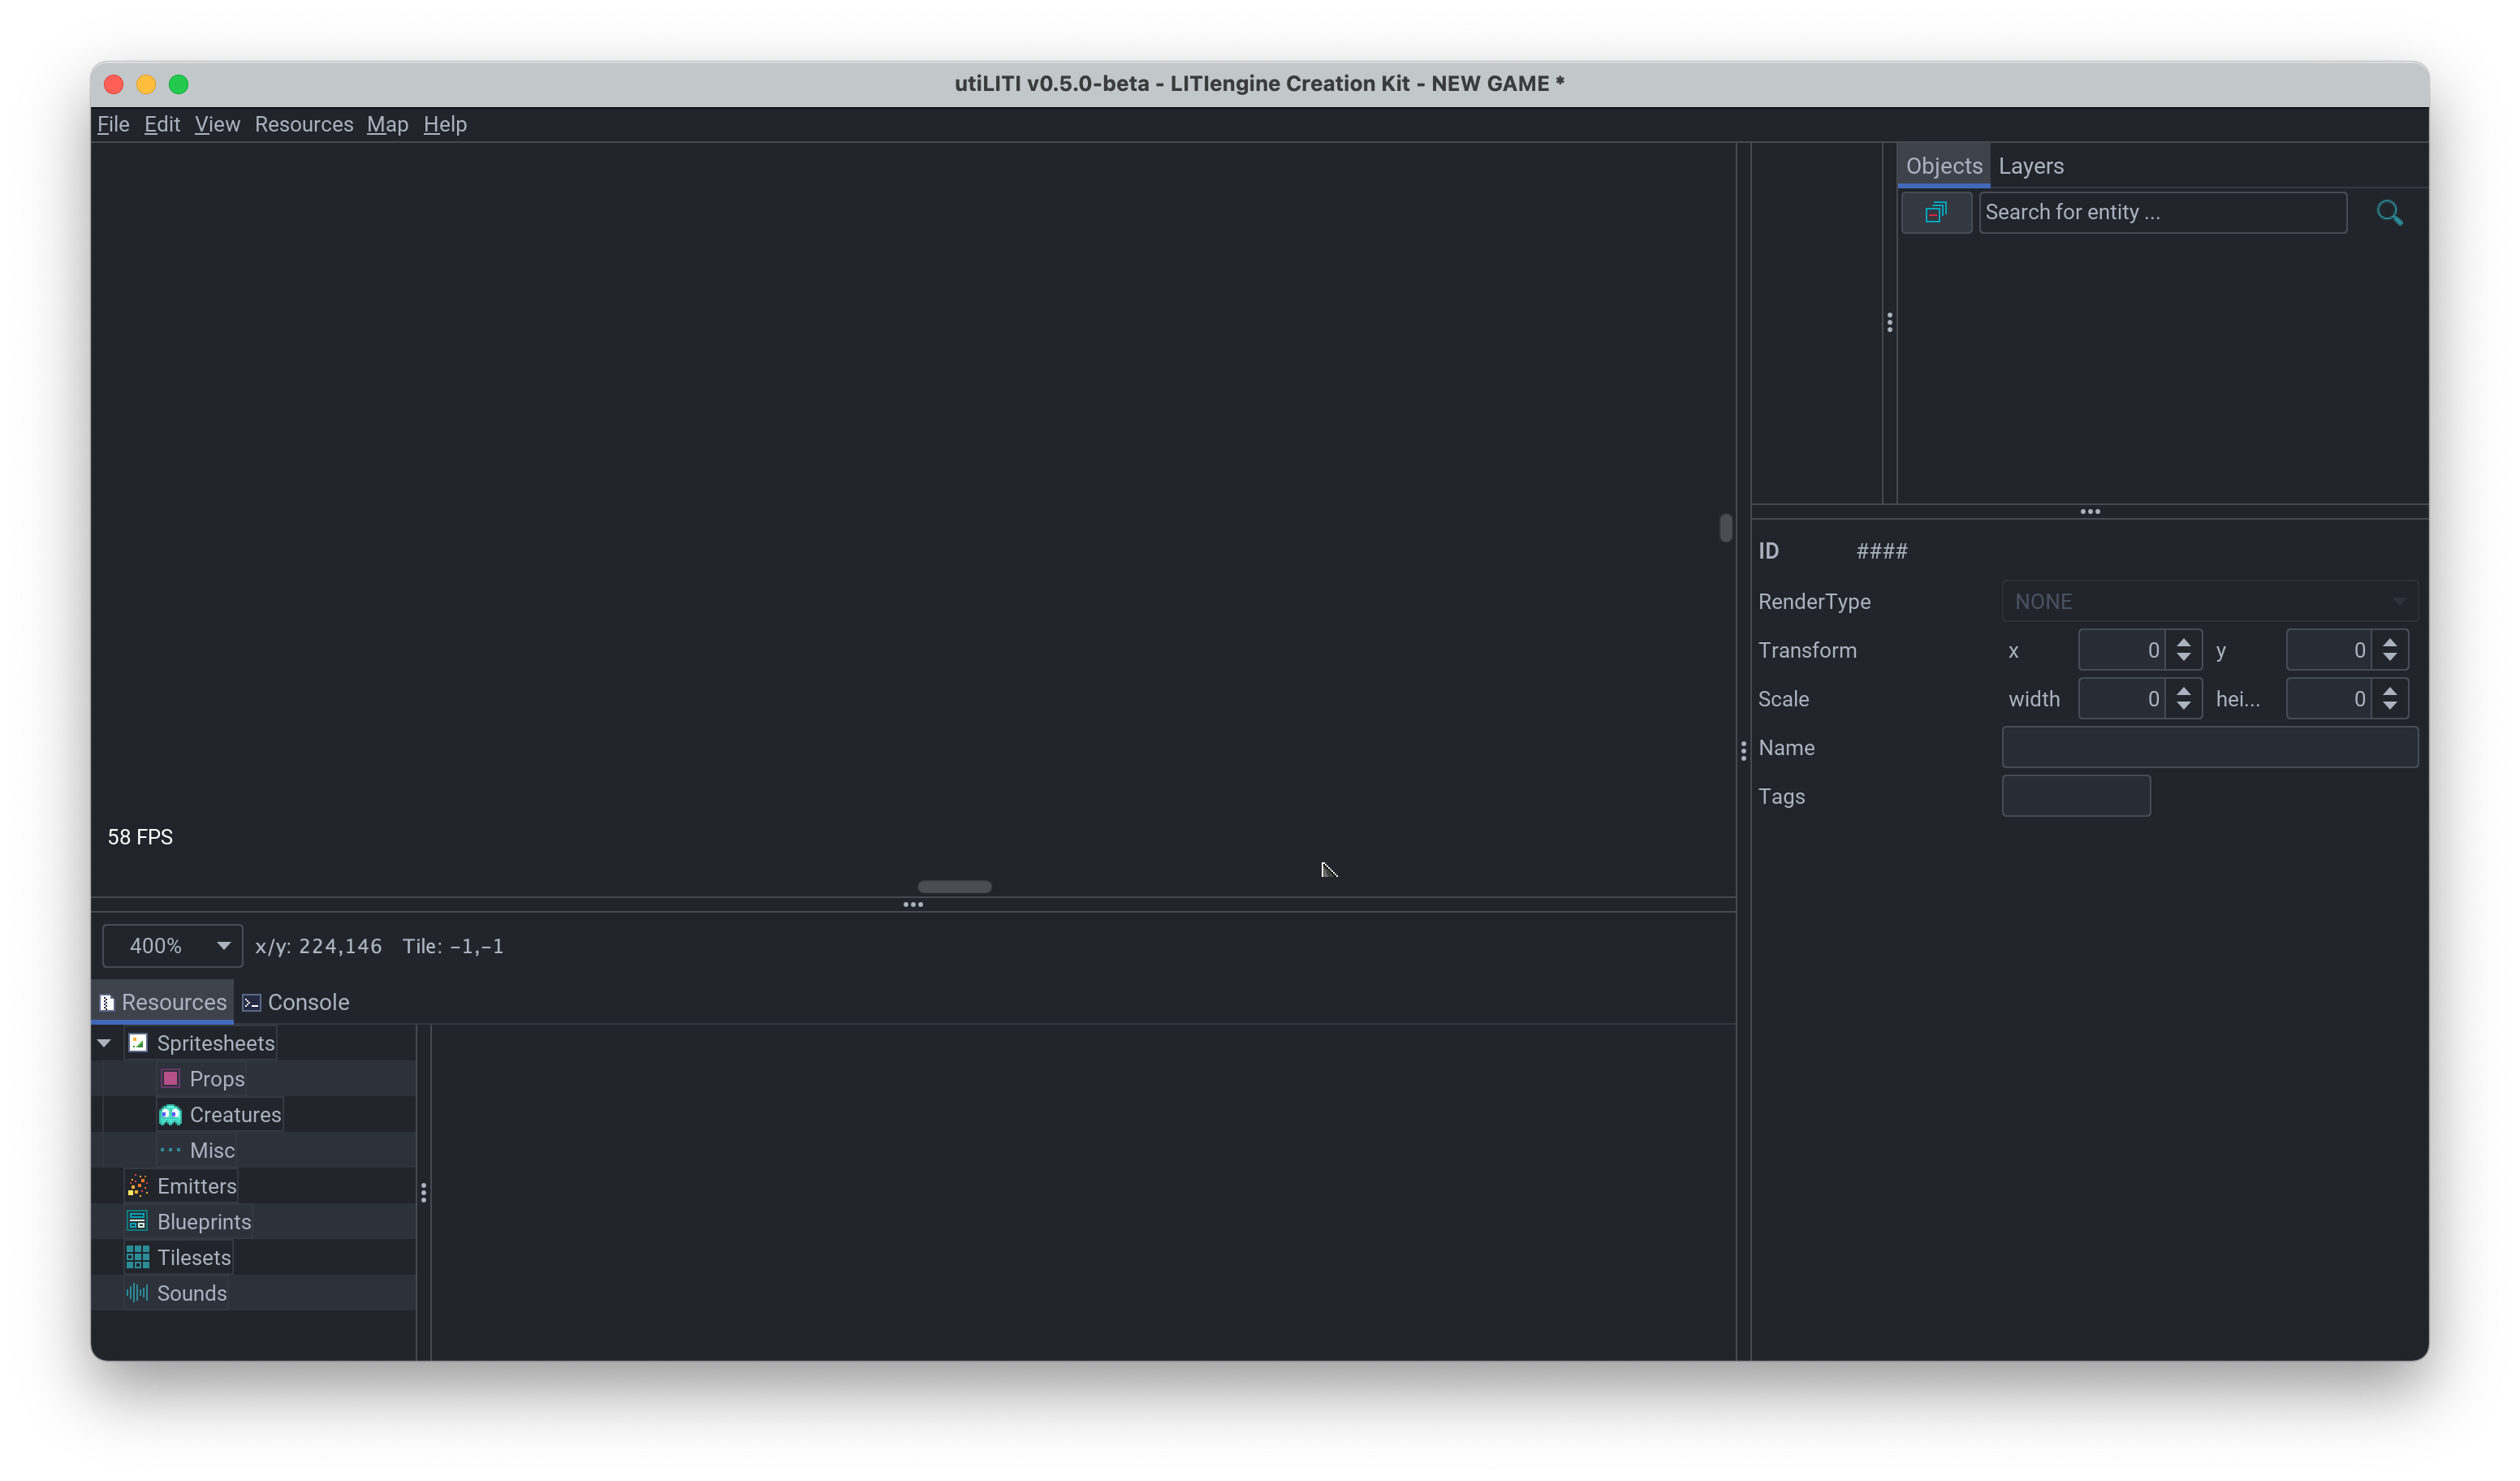 utiLITI v0.5.0-beta - LITIengine Creation Kit - NEW GAME *
File Edit View Resources Map Help
Objects Layers
Search for entity ...
ID ####
RenderType NONE
Transform x 0 y 0
Scale width 0 hei... 0
Name
Tags
58 FPS
400% x/y: 224,146 Tile: -1,-1
Resources Console
Spritesheets
Props
Creatures
Misc
Emitters
Blueprints
Tilesets
Sounds